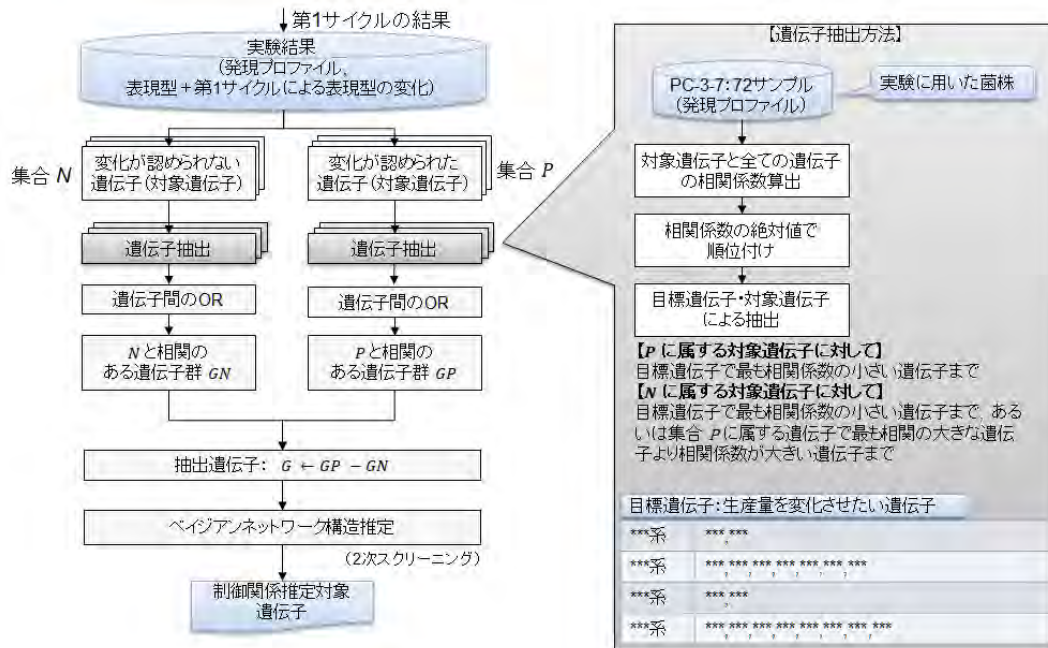 第1サイクルの結果
実験結果
(発現プロファイル、
表現型+第1サイクルによる表現型の変化)
集合 N
変化が認められない
遺伝子(対象遺伝子)
変化が認められた
遺伝子(対象遺伝子)
集合 P
遺伝子抽出
遺伝子抽出
遺伝子間のOR
遺伝子間のOR
Nと相関の
ある遺伝子群 GN
Pと相関の
ある遺伝子群 GP
抽出遺伝子: G ← GP − GN
ベイジアンネットワーク構造推定
(2次スクリーニング)
制御関係推定対象
遺伝子
【遺伝子抽出方法】
PC-3-7:72サンプル
(発現プロファイル)
実験に用いた菌株
対象遺伝子と全ての遺伝子
の相関係数算出
相関係数の絶対値で
順位付け
目標遺伝子・対象遺伝子
による抽出
【P に属する対象遺伝子に対して】
目標遺伝子で最も相関係数の小さい遺伝子まで
【N に属する対象遺伝子に対して】
目標遺伝子で最も相関係数の小さい遺伝子まで、ある
いは集合 P に属する遺伝子で最も相関の大きな遺伝
子より相関係数が大きい遺伝子まで
目標遺伝子:生産量を変化させたい遺伝子
***系 ***, ***
***系 ***, ***, ***, ***, ***, ***, ***
***系 ***, ***
***系 ***, ***, ***, ***, ***, ***, ***, ***